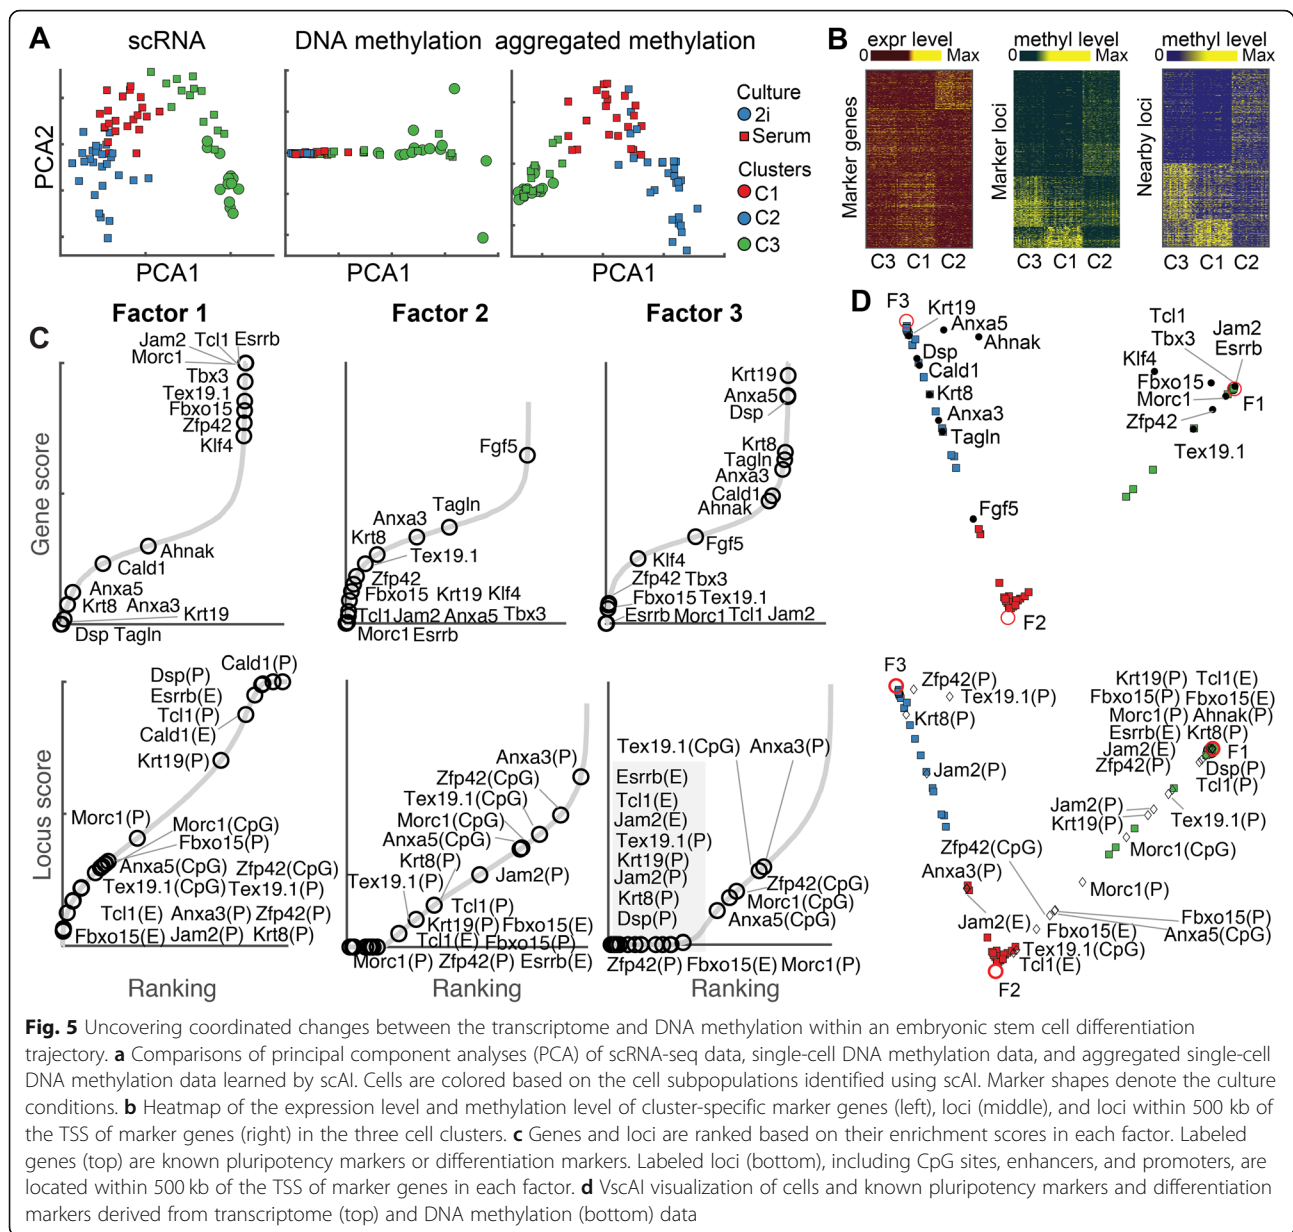 A
scRNA
DNA methylation
aggregated methylation
PCA2
PCA1
PCA1
PCA1
Culture
2i
Serum
Clusters
C1
C2
C3
B
expr level
0 Max
Marker genes
C3 C1 C2
methyl level
0 Max
Marker loci
C3 C1 C2
methyl level
0 Max
Nearby loci
C3 C1 C2
C
Factor 1
Factor 2
Factor 3
Gene score
Jam2 Tcl1 Esrrb
Morc1
Tbx3
Tex19.1
Fbxo15
Zfp42
Klf4
Ahnak
Cald1
Anxa5
Krt8 Anxa3 Krt19
Dsp Tagln
Fgf5
Tagln
Anxa3
Krt8
Tex19.1
Zfp42
Fbxo15 Krt19 Klf4
Tcl1 Jam2 Anxa5 Tbx3
Morc1 Esrrb
Krt19
Anxa5
Dsp
Krt8
Tagln
Anxa3
Cald1
Ahnak
Fgf5
Klf4
Zfp42 Tbx3
Fbxo15 Tex19.1
Esrrb Morc1 Tcl1 Jam2
Locus score
Cald1(P)
Dsp(P)
Esrrb(E)
Tcl1(P)
Cald1(E)
Krt19(P)
Morc1(P)
Morc1(CpG)
Fbxo15(P)
Anxa5(CpG) Zfp42(CpG)
Tex19.1(CpG) Tex19.1(P)
Tcl1(E) Anxa3(P) Zfp42(P)
Fbxo15(E) Jam2(P) Krt8(P)
Ranking
Anxa3(P)
Zfp42(CpG)
Tex19.1(CpG)
Morc1(CpG)
Anxa5(CpG)
Krt8(P)
Jam2(P)
Tex19.1(P)
Tcl1(P)
Krt19(P) Fbxo15(E)
Tcl1(E) Fbxo15(P)
Morc1(P) Zfp42(P) Esrrb(E)
Ranking
Tex19.1(CpG) Anxa3(P)
Esrrb(E)
Tcl1(E)
Jam2(E)
Tex19.1(P)
Krt19(P)
Jam2(P)
Krt8(P)
Dsp(P)
Zfp42(CpG)
Morc1(CpG)
Anxa5(CpG)
Zfp42(P) Fbxo15(E) Morc1(P)
Ranking
D
F3
Krt19
Anxa5
Ahnak
Dsp
Cald1
Krt8
Anxa3
Tagln
Fgf5
F2
Tcl1
Tbx3
Jam2
Esrrb
Klf4
Fbxo15
Morc1
F1
Zfp42
Tex19.1
F3
Zfp42(P)
Tex19.1(P)
Krt8(P)
Jam2(P)
Zfp42(CpG)
Anxa3(P)
Jam2(E)
Krt19(P) Tcl1(E)
Fbxo15(P) Fbxo15(E)
Morc1(P) Ahnak(P)
Esrrb(E) Krt8(P)
Jam2(E) F1
Zfp42(P) Dsp(P)
Tcl1(P)
Jam2(P)
Krt19(P) Tex19.1(P)
Morc1(CpG)
Morc1(P)
Fbxo15(P)
Fbxo15(E) Anxa5(CpG)
Tex19.1(CpG)
Tcl1(E)
F2
Fig. 5 Uncovering coordinated changes between the transcriptome and DNA methylation within an embryonic stem cell differentiation
trajectory. a Comparisons of principal component analyses (PCA) of scRNA-seq data, single-cell DNA methylation data, and aggregated single-cell
DNA methylation data learned by scAI. Cells are colored based on the cell subpopulations identified using scAI. Marker shapes denote the culture
conditions. b Heatmap of the expression level and methylation level of cluster-specific marker genes (left), loci (middle), and loci within 500 kb of
the TSS of marker genes (right) in the three cell clusters. c Genes and loci are ranked based on their enrichment scores in each factor. Labeled
genes (top) are known pluripotency markers or differentiation markers. Labeled loci (bottom), including CpG sites, enhancers, and promoters, are
located within 500 kb of the TSS of marker genes in each factor. d VscAI visualization of cells and known pluripotency markers and differentiation
markers derived from transcriptome (top) and DNA methylation (bottom) data